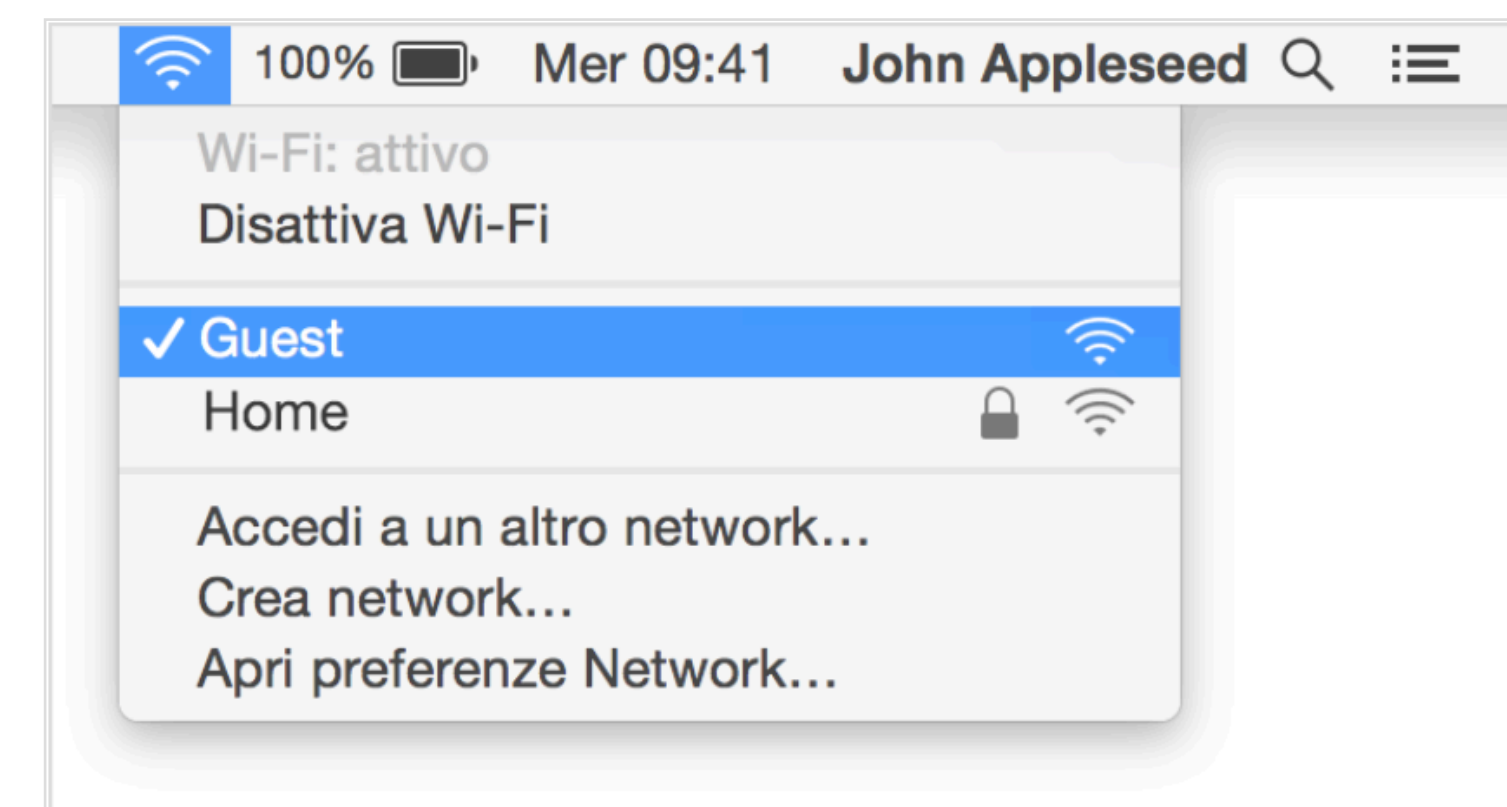 100% Mer 09:41 John Appleseed
Wi-Fi: attivo
Disattiva Wi-Fi
Guest
Home
Accedi a un altro network...
Crea network...
Apri preferenze Network...